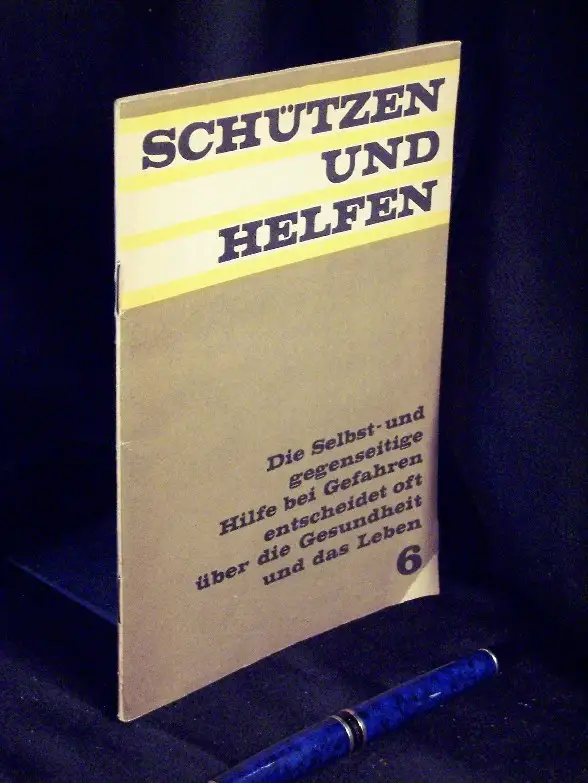 SCHÜTZEN
UND
HELFEN
Die Selbst- und
gegenseitige
Hilfe bei Gefahren
entscheidet oft
über die Gesundheit
und das Leben
6